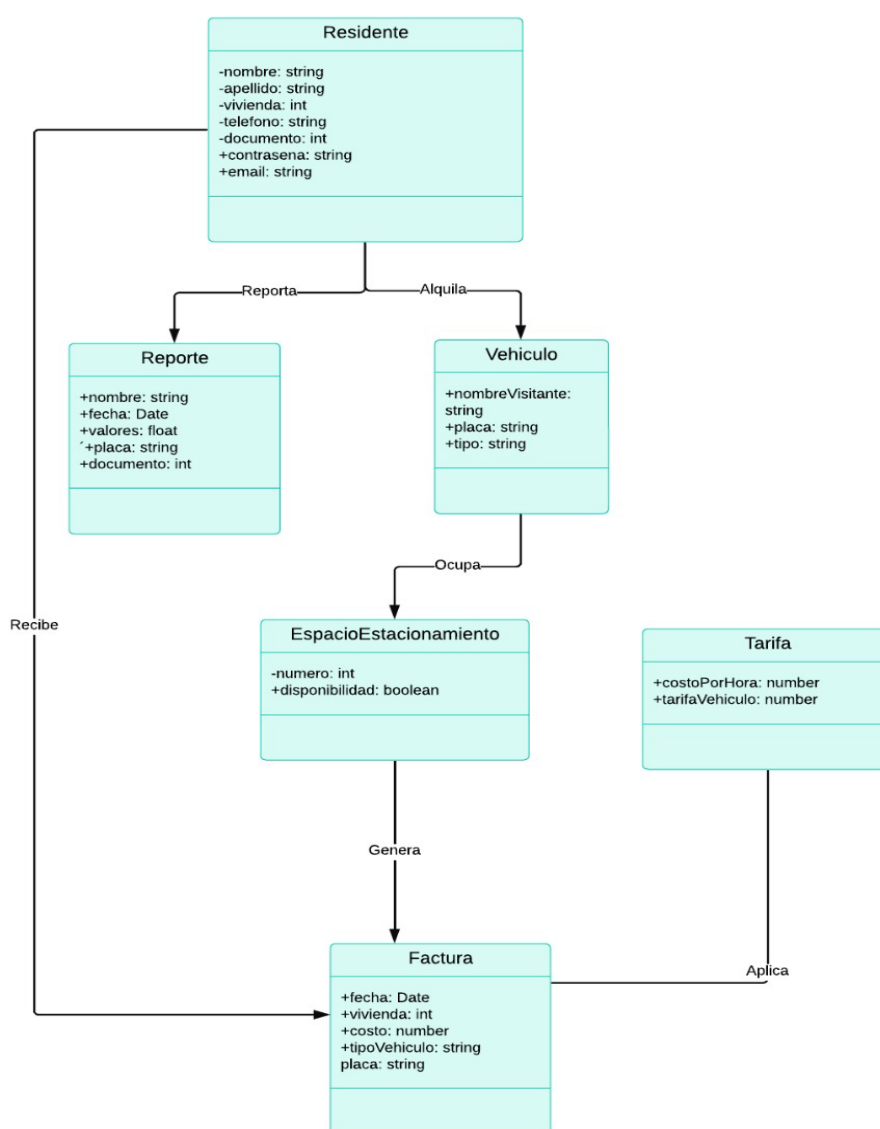 Residente
-nombre: string
-apellido: string
-vivienda: int
-telefono: string
-documento: int
+contrasena: string
+email: string
Reporta
Alquila
Reporte
+nombre: string
+fecha: Date
+valores: float
´+placa: string
+documento: int
Vehiculo
+nombreVisitante:
string
+placa: string
+tipo: string
Ocupa
Recibe
EspacioEstacionamiento
-numero: int
+disponibilidad: boolean
Tarifa
+costoPorHora: number
+tarifaVehiculo: number
Genera
Factura
+fecha: Date
+vivienda: int
+costo: number
+tipoVehiculo: string
placa: string
Aplica